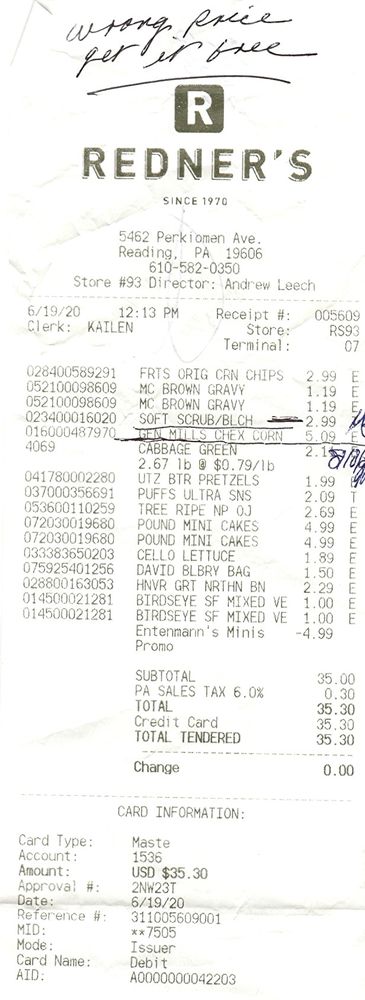 wrong price
get it free
R
REDNER'S
SINCE 1970
5462 Perkiomen Ave.
Reading, PA 19606
610-582-0350
Store #93 Director: Andrew Leech
6/19/20 12:13 PM Receipt #: 005609
Clerk: KAILEN Store: RS93
Terminal: 07
028400589291 FRTS ORIG CRN CHIPS 2.99 E
052100098609 MC BROWN GRAVY 1.19 E
052100098609 MC BROWN GRAVY 1.19 E
023400016020 SOFT SCRUB/BLCH 2.99
016000487970 GEN MILLS CHEX CORN 5.09 E
4069 CABBAGE GREEN
2.67 lb @ $0.79/lb
041780002280 UTZ BTR PRETZELS 1.99
037000356691 PUFFS ULTRA SNS 2.09 T
053600110259 TREE RIPE NP OJ 2.69 E
072030019680 POUND MINI CAKES 4.99 E
072030019680 POUND MINI CAKES 4.99 E
033383650203 CELLO LETTUCE 1.89 E
075925401256 DAVID BLBRY BAG 1.50 E
028800163053 HNVR GRT NRTHN BN 2.29 E
014500021281 BIRDSEYE SF MIXED VE 1.00 E
014500021281 BIRDSEYE SF MIXED VE 1.00 E
Entenmann's Minis -4.99
Promo
SUBTOTAL 35.00
PA SALES TAX 6.0% 0.30
TOTAL 35.30
Credit Card 35.30
TOTAL TENDERED 35.30
Change 0.00
CARD INFORMATION:
Card Type: Maste
Account: 1536
Amount: USD $35.30
Approval #: 2NW23T
Date: 6/19/20
Reference #: 311005609001
MID: **7505
Mode: Issuer
Card Name: Debit
AID: A0000000042203